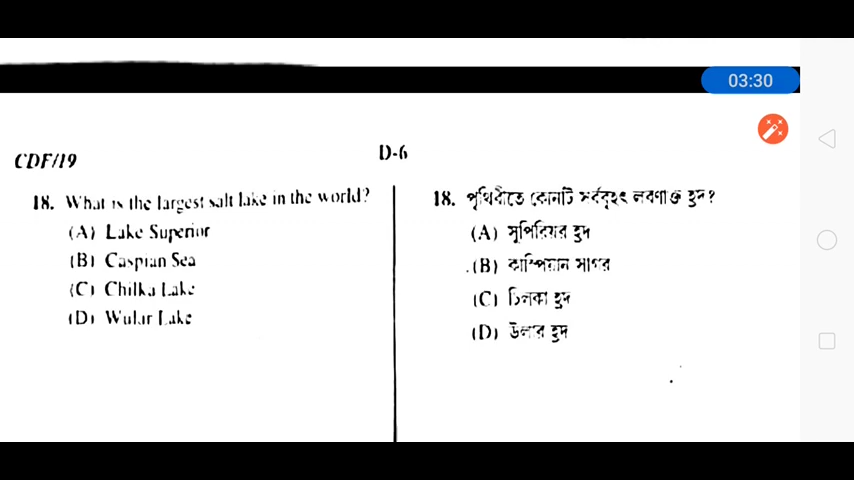 03:30
CDF/19
D-6
18. What is the largest salt lake in the world?
(A) Lake Superior
(B) Caspian Sea
(C) Chilka Lake
(D) Wular Lake
18. পৃথিবীতে কোনটি সর্ববৃহৎ লবণাক্ত হ্রদ?
(A) সুপিরিয়র হ্রদ
(B) কাস্পিয়ান সাগর
(C) চিলকা হ্রদ
(D) উলার হ্রদ